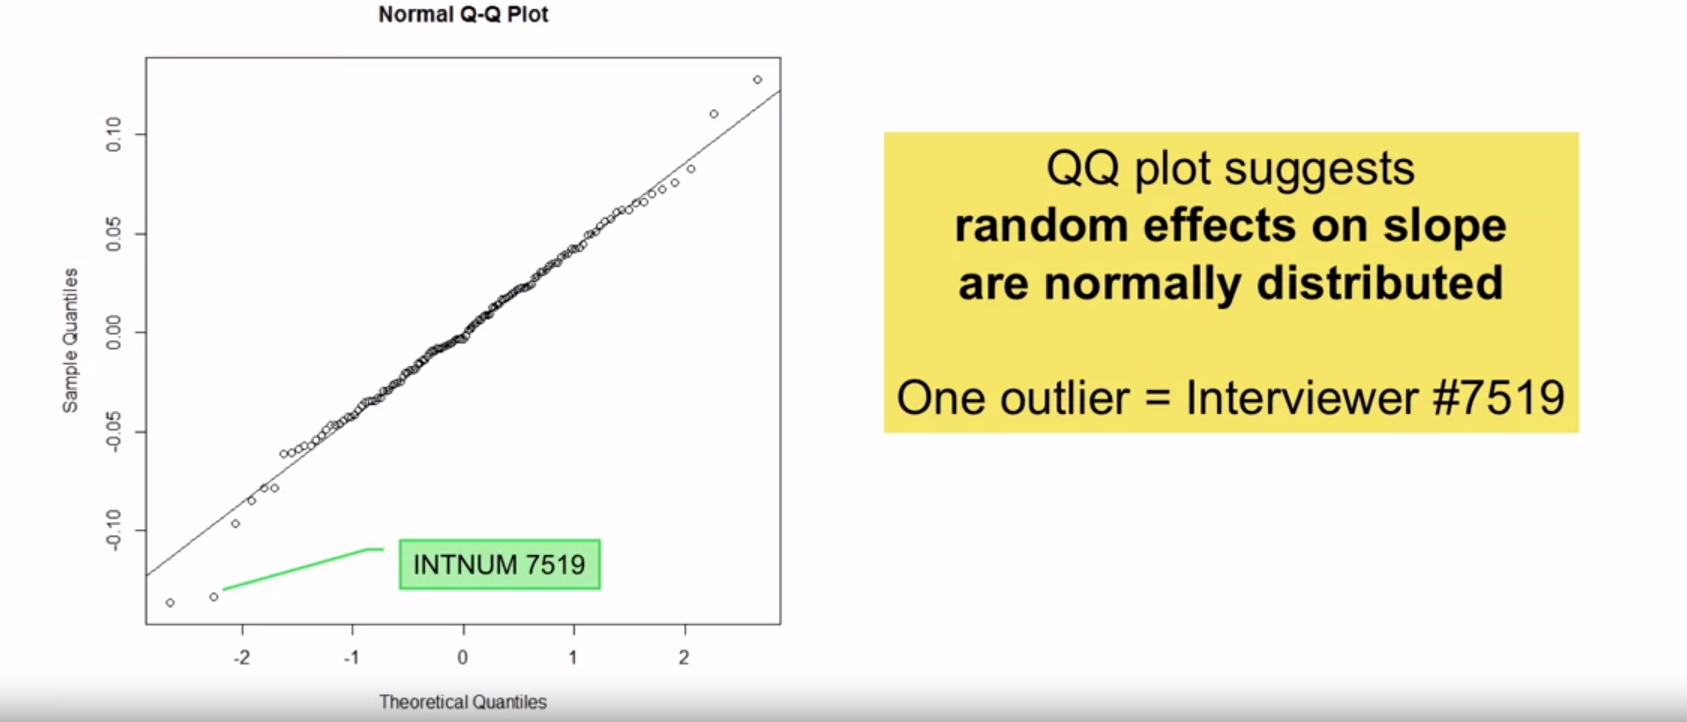 Normal Q-Q Plot
Sample Quantiles
0.10
0.05
0.00
-0.05
-0.10
INTNUM 7519
-2
-1
0
1
2
Theoretical Quantiles
QQ plot suggests
random effects on slope
are normally distributed
One outlier = Interviewer #7519